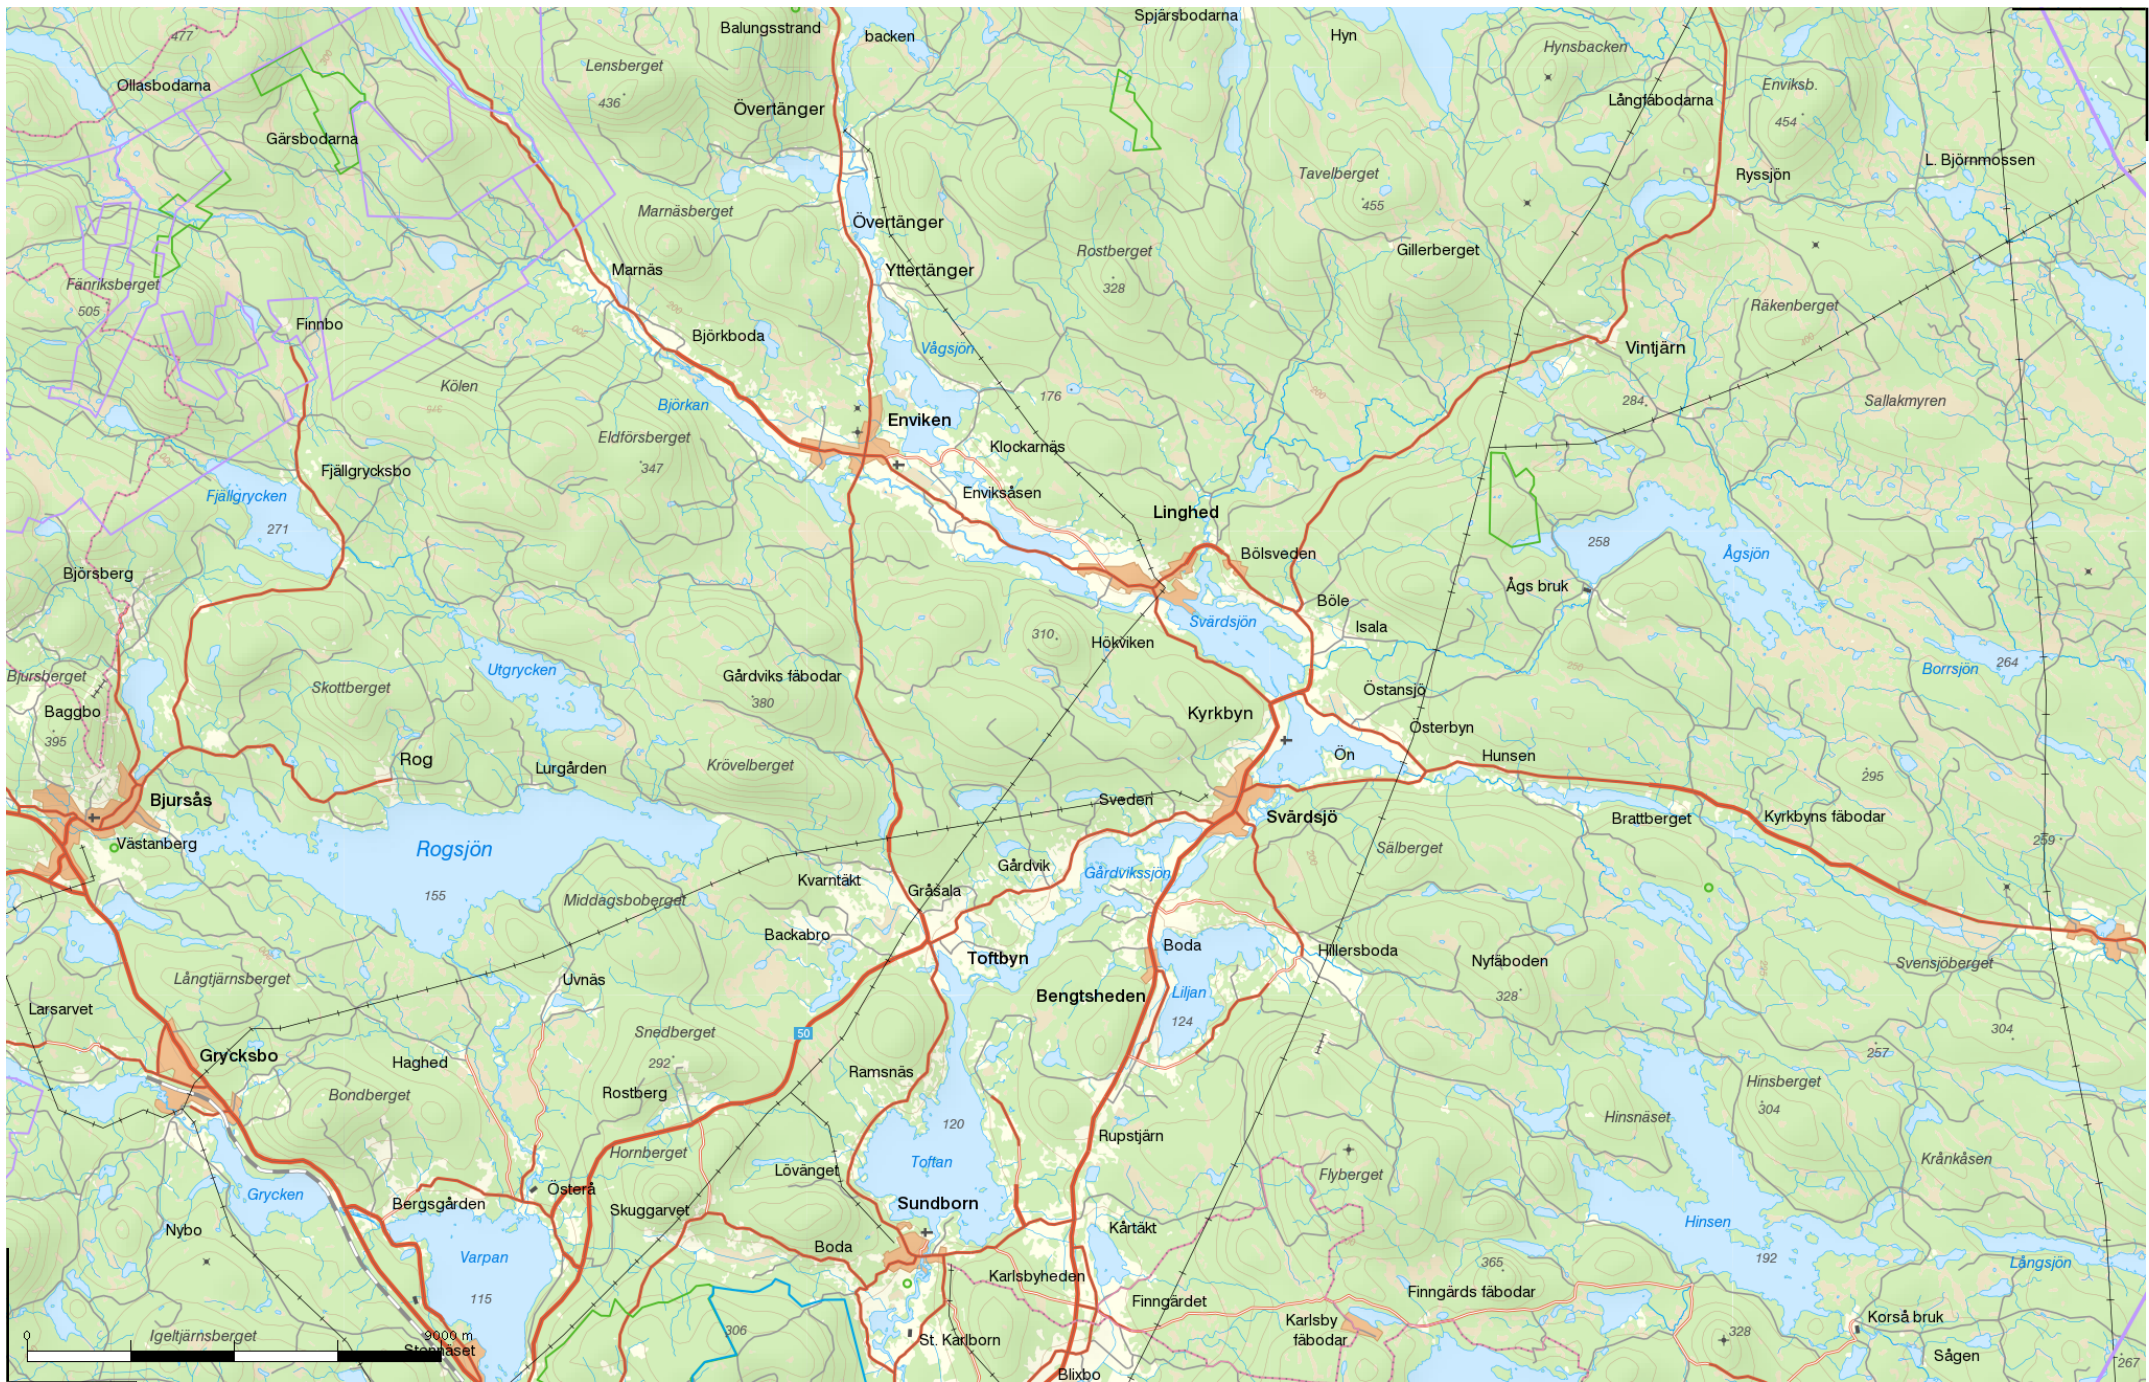 Spjärsbodarna
Balungsstrand
backen
Hyn
477
Hynsbacken
Lensberget
Ollasbodarna
Enviksb.
436
Långfäbodarna
Övertänger
454
Gärsbodarna
L. Björnmossen
Tavelberget
Ryssjön
455
Marnäsberget
Övertänger
Rostberget
Gillerberget
Marnäs
Yttertänger
Fänriksberget
328
Räkenberget
505
Finnbo
Björkboda
Vågsjön
Vintjärn
Kölen
176
284
Sallakmyren
Björkan
Enviken
Eldförsberget
Klockarnäs
347
Fjällgrycksbo
Fjällgrycken
Enviksåsen
Linghed
271
258
Ågsjön
Bölsveden
Björsberg
Ågs bruk
Böle
Svärdsjön
Isala
310
Hökviken
Utgrycken
264
Borrsjön
Bjursberget
Gårdviks fäbodar
Skottberget
Östansjö
380
Baggbo
Kyrkbyn
Österbyn
395
Ön
Hunsen
Rog
Krövelberget
Lurgården
295
Bjursås
Sveden
Svärdsjö
Kyrkbyns fäbodar
Brattberget
Västanberg
Rogsjön
Sälberget
259
Gårdvik
Gårdvikssjön
Kvarntäkt
Gråsala
155
Middagsboberget
Backabro
Boda
Hillersboda
Toftbyn
Nyfäboden
Svensjöberget
Långtjärnsberget
Uvnäs
Bengtsheden
Liljan
328
Larsarvet
124
Snedberget
50
304
Grycksbo
257
Haghed
292
Ramsnäs
Hinsberget
Bondberget
Rostberg
304
Hinsnäset
120
Rupstjärn
Hornberget
Toftan
Krånkåsen
Lövänget
Flyberget
Grycken
Österå
Bergsgården
Sundborn
Skuggarvet
Hinsen
Nybo
Kårtäkt
Boda
Varpan
192
365
Långsjön
Karlsbyheden
115
Finngärdet
Finngärds fäbodar
Korså bruk
Karlsby
fäbodar
306
328
Igeltjärnsberget
0
9000 m
St. Karlborn
Stennäset
Sågen
267
Blixbo